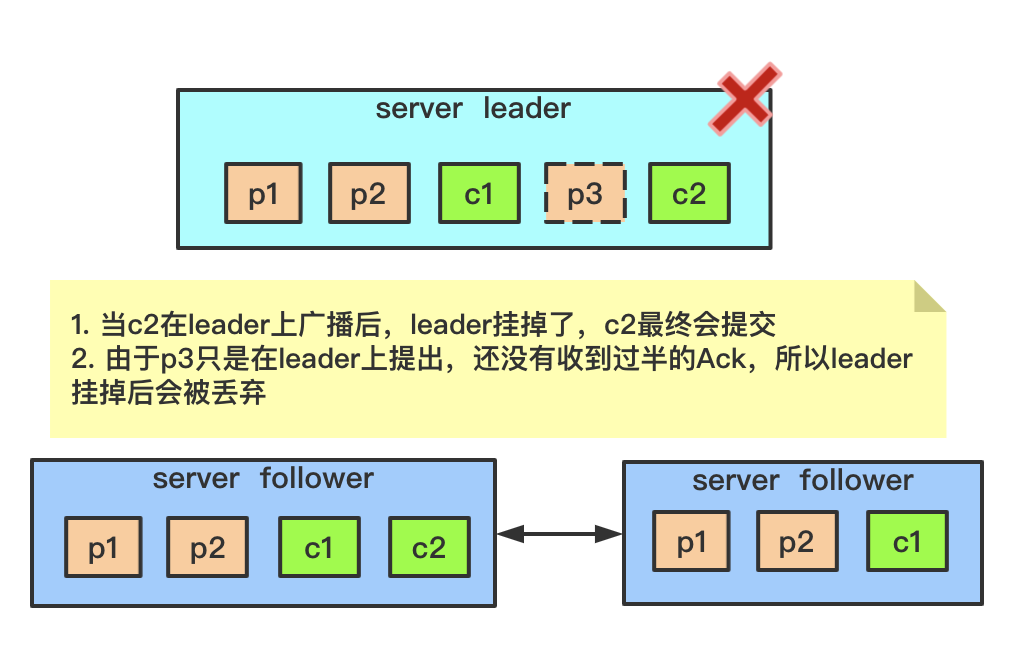 server leader
p1 p2 c1 p3 c2
1. 当c2在leader上广播后，leader挂掉了，c2最终会提交
2. 由于p3只是在leader上提出，还没有收到过半的Ack，所以leader
挂掉后会被丢弃
server follower
p1 p2 c1 c2
server follower
p1 p2 c1